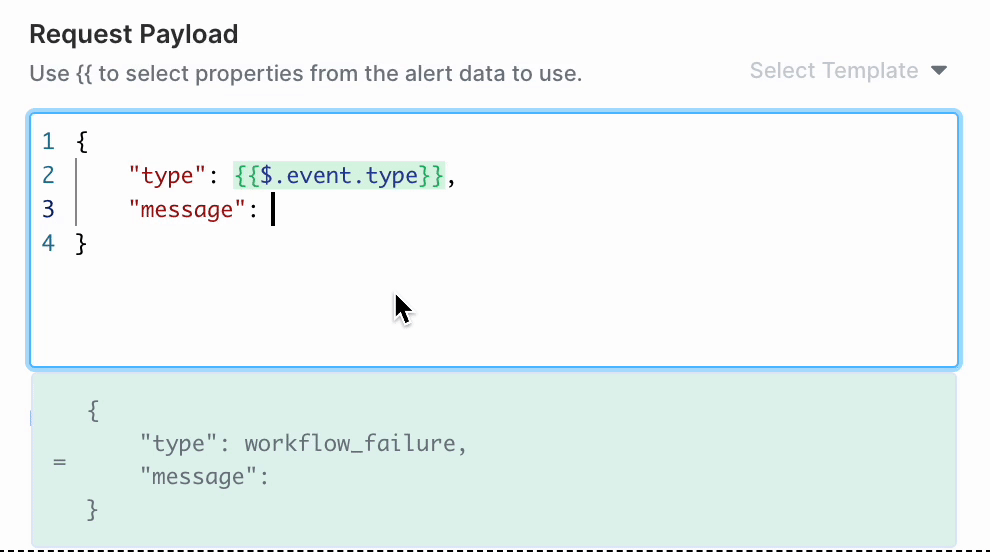 Request Payload
Use {{ to select properties from the alert data to use.
Select Template
1 {
2 "type": {{$.event.type}},
3 "message":
4 }
{
"type": workflow_failure,
=
"message":
}